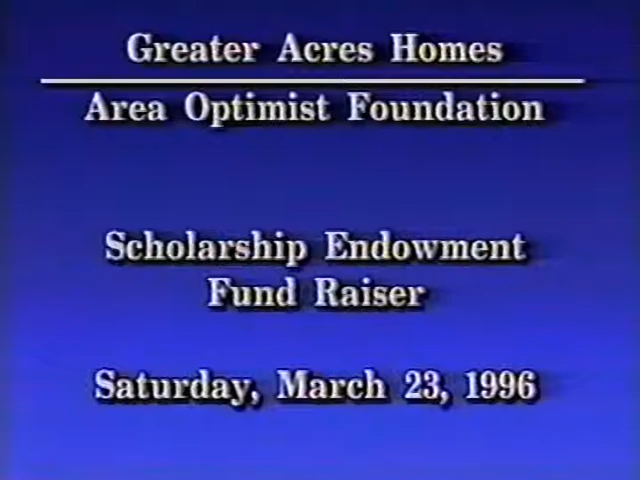 Greater Acres Homes
Area Optimist Foundation
Scholarship Endowment
Fund Raiser
Saturday, March 23, 1996